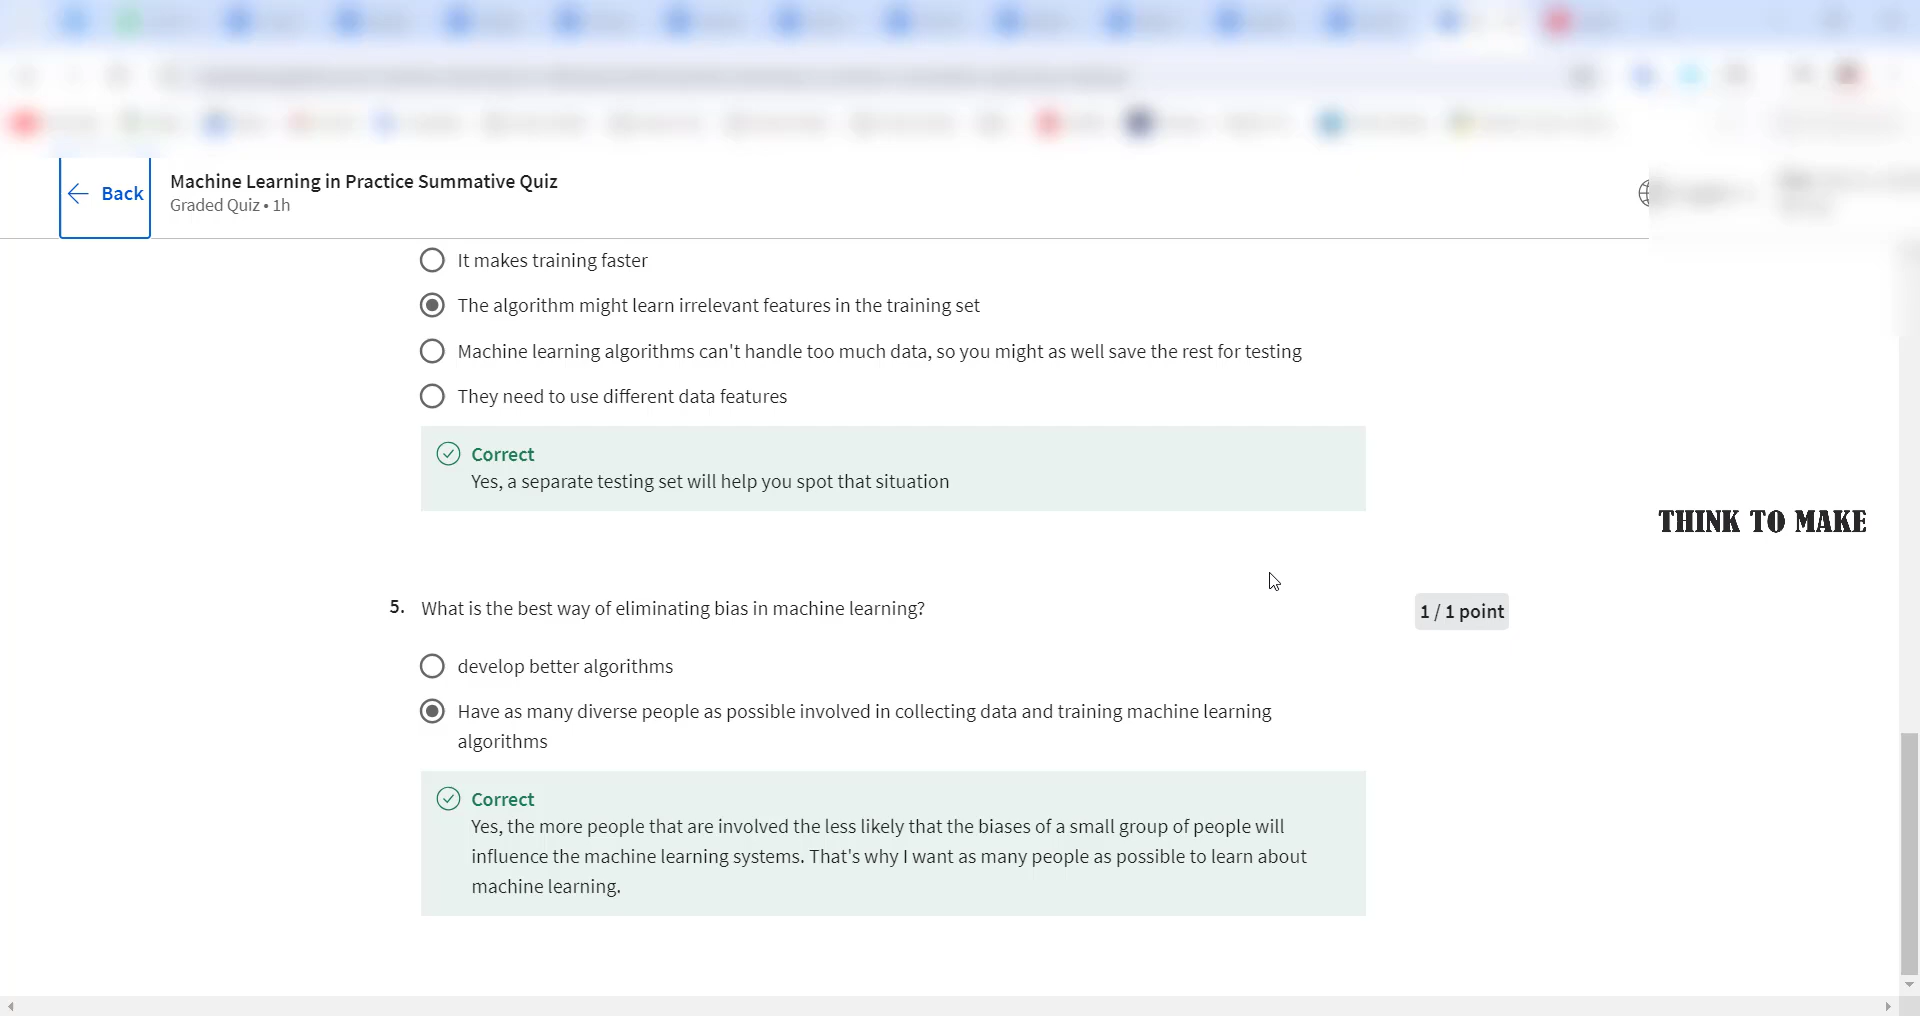 Back
Machine Learning in Practice Summative Quiz
Graded Quiz • 1h
It makes training faster
The algorithm might learn irrelevant features in the training set
Machine learning algorithms can't handle too much data, so you might as well save the rest for testing
They need to use different data features
Correct
Yes, a separate testing set will help you spot that situation
THINK TO MAKE
5. What is the best way of eliminating bias in machine learning?
1 / 1 point
develop better algorithms
Have as many diverse people as possible involved in collecting data and training machine learning
algorithms
Correct
Yes, the more people that are involved the less likely that the biases of a small group of people will
influence the machine learning systems. That's why I want as many people as possible to learn about
machine learning.